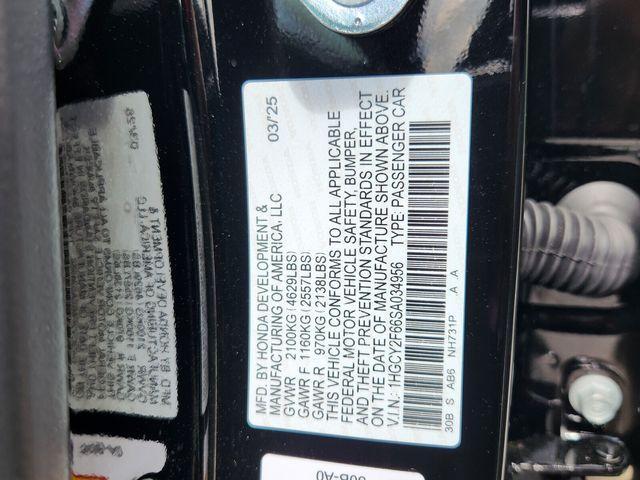 MFD. BY HONDA DEVELOPMENT & 03/'25
MANUFACTURING OF AMERICA, LLC
GVWR 2100KG(4629LBS)
GAWR F 1160KG(2557LBS)
GAWR R 970KG(2138LBS)
THIS VEHICLE CONFORMS TO ALL APPLICABLE
FEDERAL MOTOR VEHICLE SAFETY, BUMPER,
AND THEFT PREVENTION STANDARDS IN EFFECT
ON THE DATE OF MANUFACTURE SHOWN ABOVE.
V.I.N.: 1HGCY2F66SA034956 TYPE: PASSENGER CAR
30B S AB6 NH731P A A